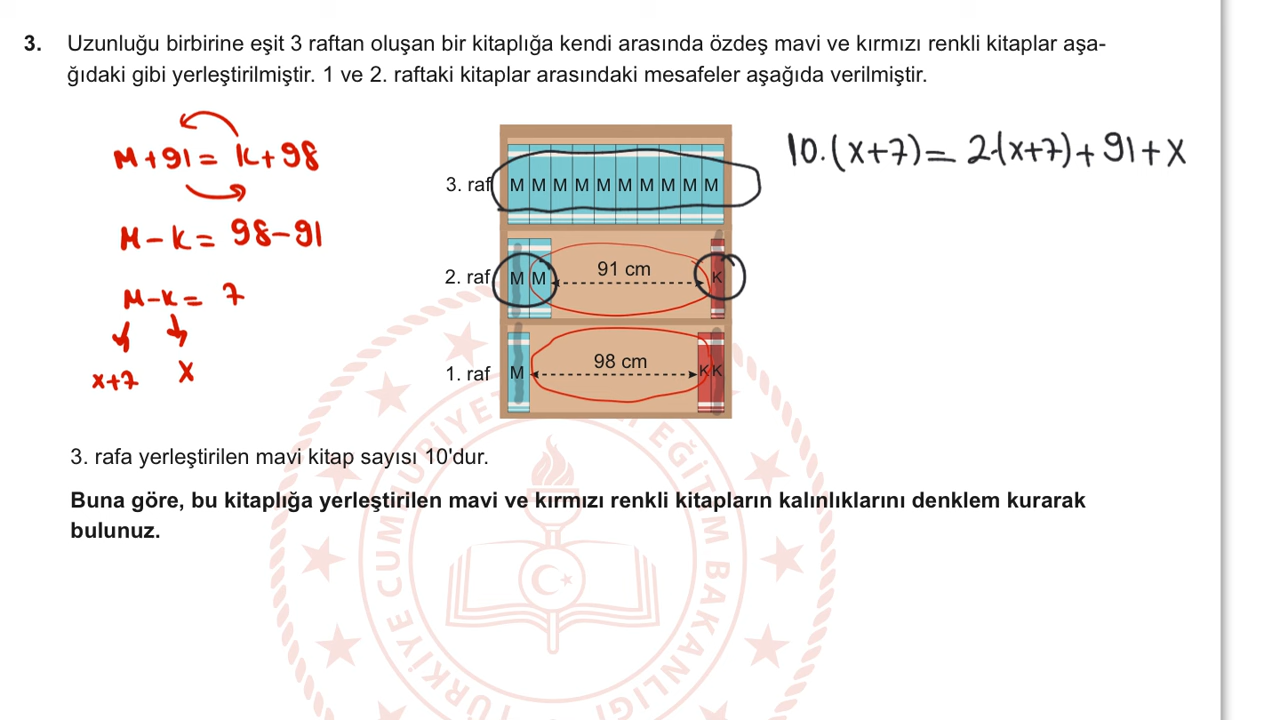 3. Uzunluğu birbirine eşit 3 raftan oluşan bir kitaplığa kendi arasında özdeş mavi ve kırmızı renkli kitaplar aşa-
ğıdaki gibi yerleştirilmiştir. 1 ve 2. raftaki kitaplar arasındaki mesafeler aşağıda verilmiştir.
M+91 = K+98
M-K = 98-91
M-K = 7
x+7 x
3. raf M M M M M M M M M M
2. raf M M 91 cm K
1. raf M 98 cm K K
10.(x+7) = 2.(x+7) + 91 + x
3. rafa yerleştirilen mavi kitap sayısı 10'dur.
Buna göre, bu kitaplığa yerleştirilen mavi ve kırmızı renkli kitapların kalınlıklarını denklem kurarak
bulunuz.